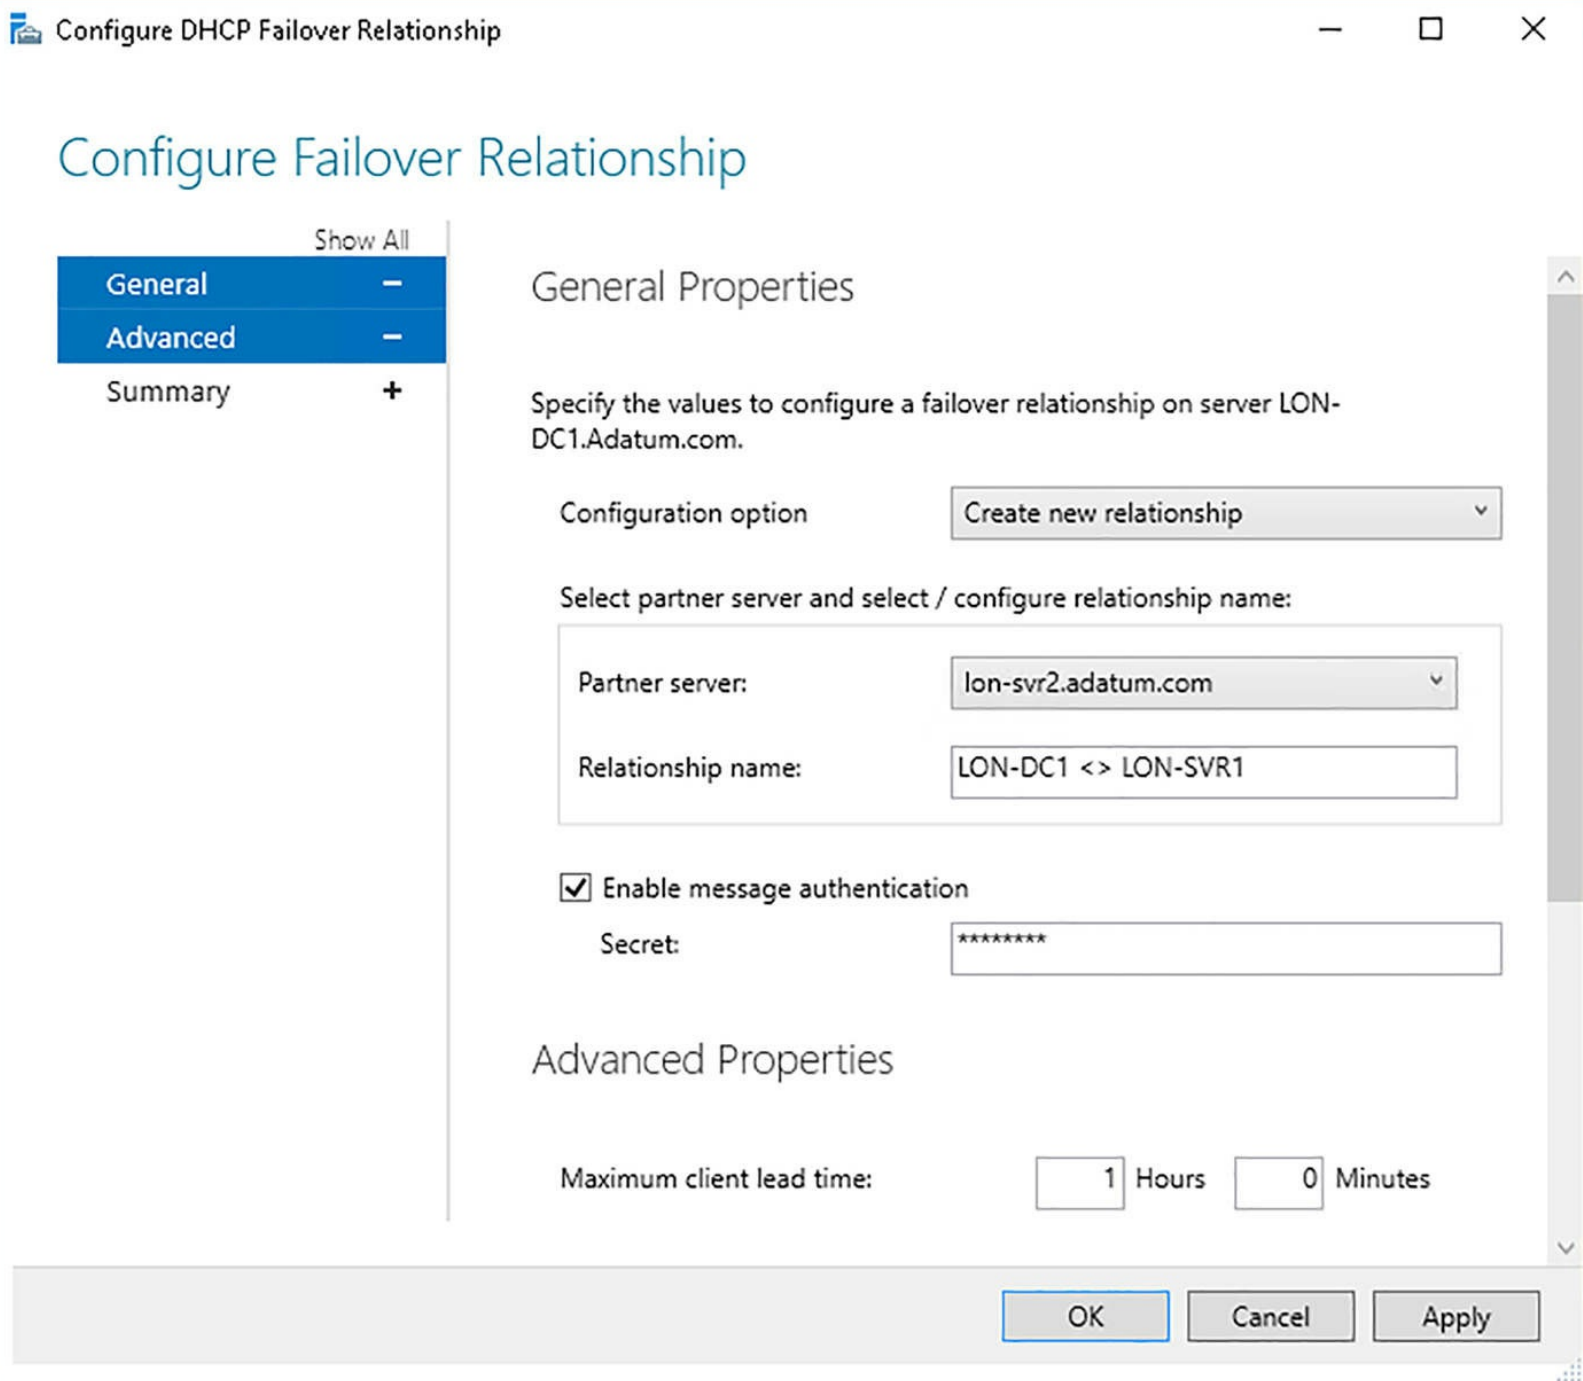 Configure DHCP Failover Relationship
Configure Failover Relationship
Show All
General
Advanced
Summary
General Properties
Specify the values to configure a failover relationship on server LON-
DC1.Adatum.com.
Configuration option
Create new relationship
Select partner server and select / configure relationship name:
Partner server:
lon-svr2.adatum.com
Relationship name:
LON-DC1 <> LON-SVR1
Enable message authentication
Secret:
********
Advanced Properties
Maximum client lead time:
1 Hours
0 Minutes
OK
Cancel
Apply